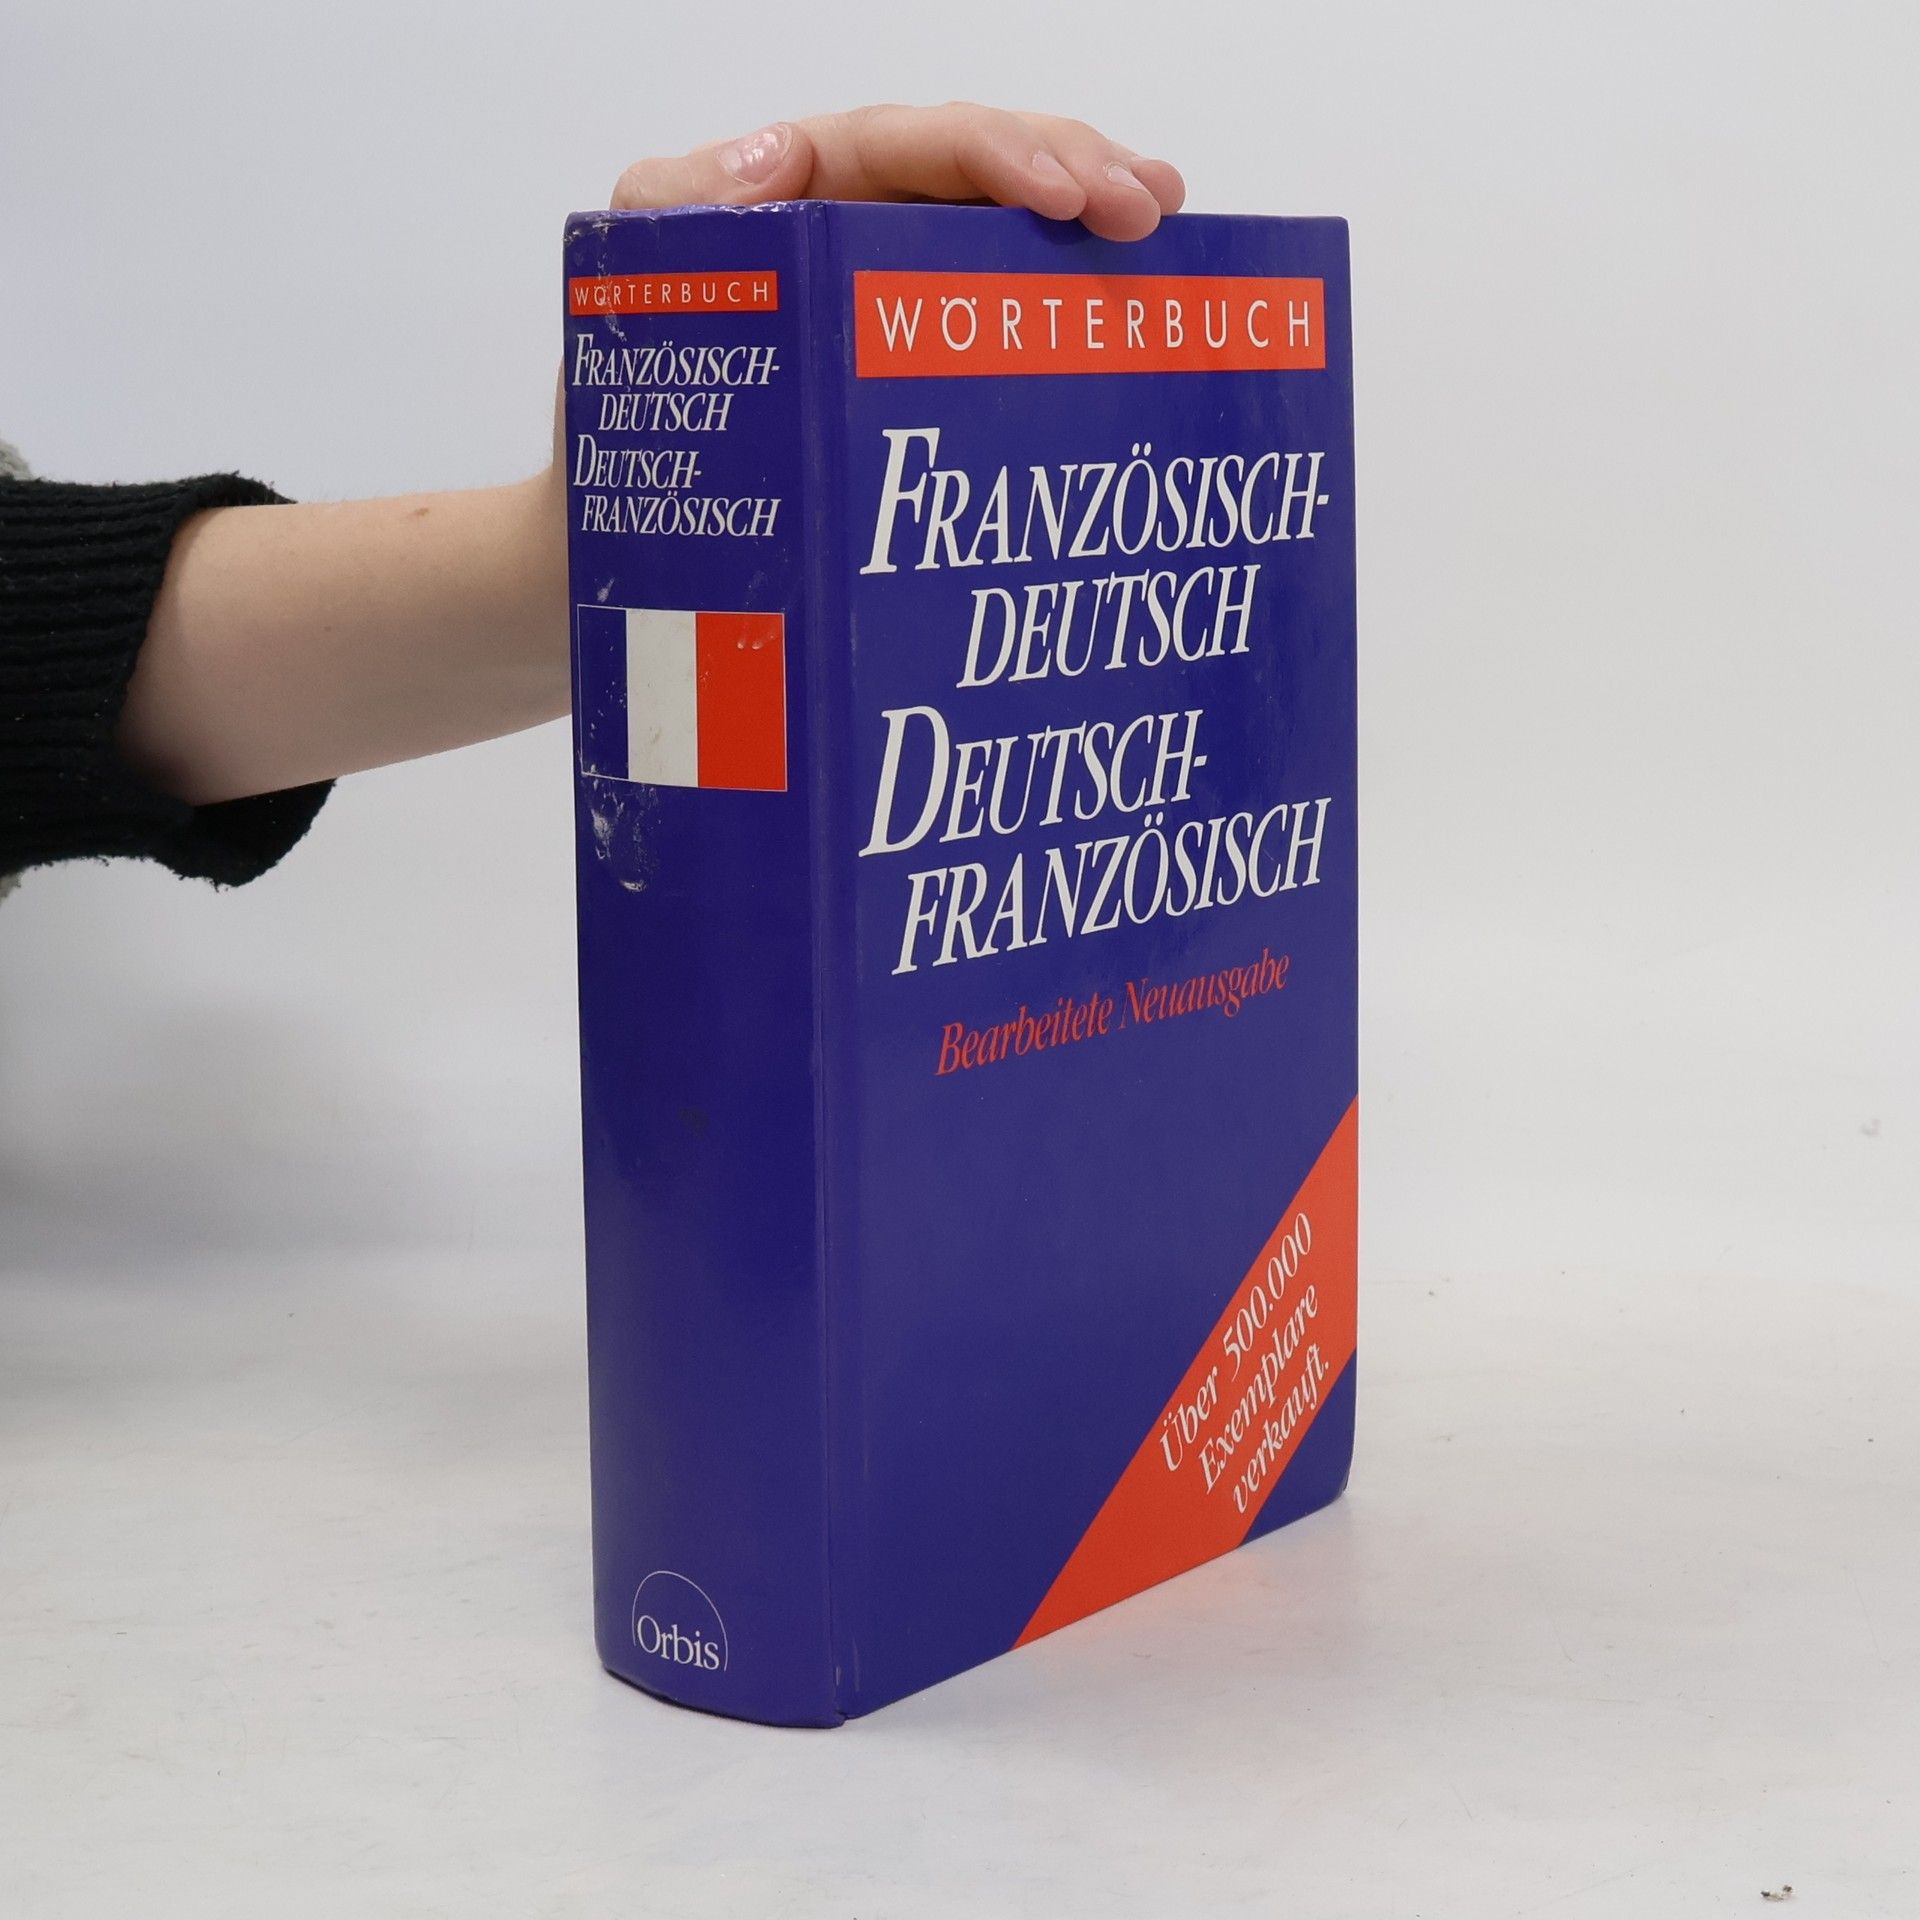 WÖRTERBUCH
FRANZÖSISCH-
DEUTSCH
DEUTSCH-
FRANZÖSISCH
Orbis
WÖRTERBUCH
FRANZÖSISCH-
DEUTSCH
DEUTSCH-
FRANZÖSISCH
Bearbeitete Neuausgabe
Über 500.000
Exemplare
verkauft.